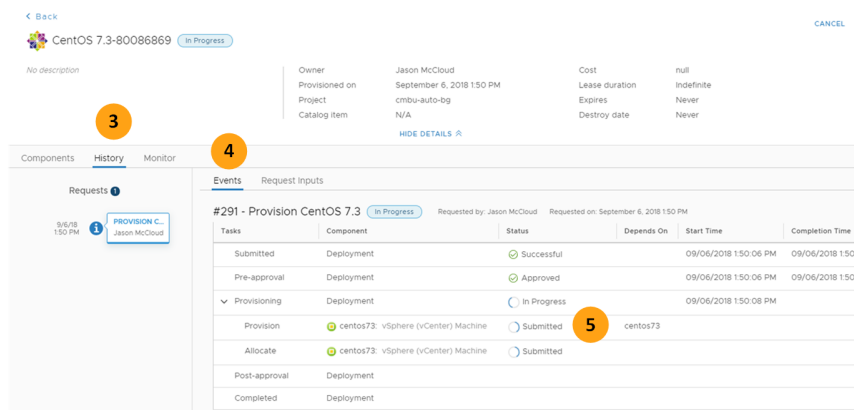 Back
CANCEL
CentOS 7.3-80086869 In Progress
No description
Owner Jason McCloud Cost null
Provisioned on September 6, 2018 1:50 PM Lease duration Indefinite
Project cmbu-auto-bg Expires Never
Catalog item N/A Destroy date Never
HIDE DETAILS
3
4
Components History Monitor
Events Request Inputs
Requests 1
9/6/18
1:50 PM
PROVISION C...
Jason McCloud
#291 - Provision CentOS 7.3 In Progress Requested by: Jason McCloud Requested on: September 6, 2018 1:50 PM
Tasks Component Status Depends On Start Time Completion Time
Submitted Deployment Successful 09/06/2018 1:50:06 PM 09/06/2018 1:50
Pre-approval Deployment Approved 09/06/2018 1:50:06 PM 09/06/2018 1:50
Provisioning Deployment In Progress 09/06/2018 1:50:08 PM
Provision centos73: vSphere (vCenter) Machine Submitted 5 centos73
Allocate centos73: vSphere (vCenter) Machine Submitted
Post-approval Deployment
Completed Deployment